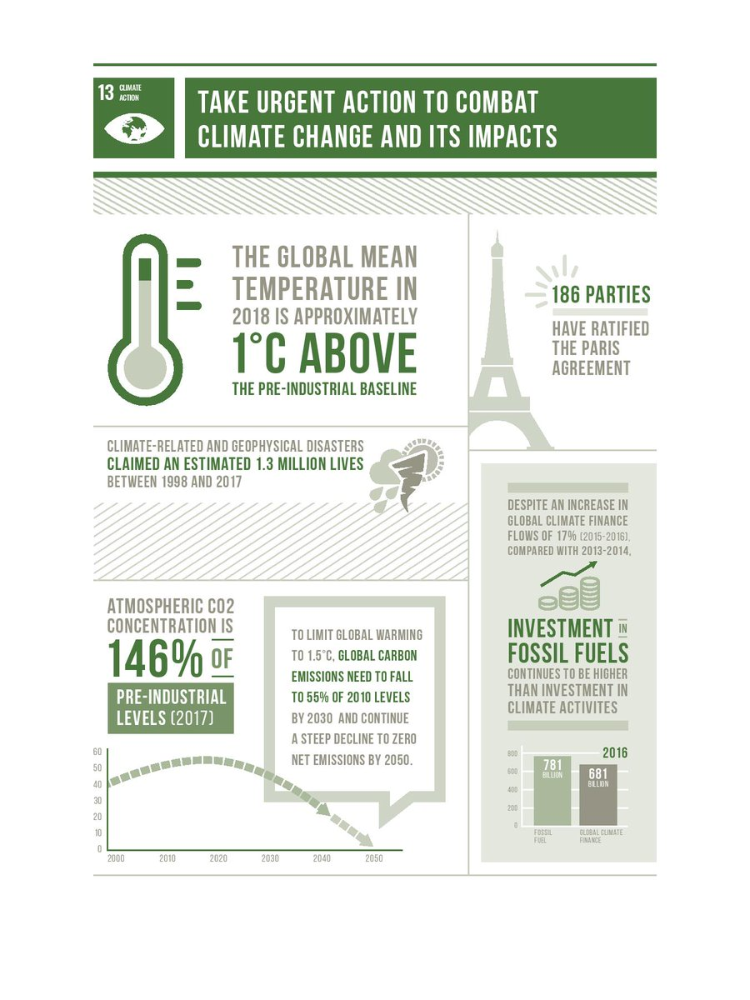 13 CLIMATE
ACTION
TAKE URGENT ACTION TO COMBAT
CLIMATE CHANGE AND ITS IMPACTS
THE GLOBAL MEAN
TEMPERATURE IN
2018 IS APPROXIMATELY
1°C ABOVE
THE PRE-INDUSTRIAL BASELINE
186 PARTIES
HAVE RATIFIED
THE PARIS
AGREEMENT
CLIMATE-RELATED AND GEOPHYSICAL DISASTERS
CLAIMED AN ESTIMATED 1.3 MILLION LIVES
BETWEEN 1998 AND 2017
DESPITE AN INCREASE IN
GLOBAL CLIMATE FINANCE
FLOWS OF 17% (2015-2016),
COMPARED WITH 2013-2014,
INVESTMENT IN
FOSSIL FUELS
CONTINUES TO BE HIGHER
THAN INVESTMENT IN
CLIMATE ACTIVITES
2016
800
600
400
200
0
781
BILLION
681
BILLION
FOSSIL
FUEL
GLOBAL CLIMATE
FINANCE
ATMOSPHERIC CO2
CONCENTRATION IS
146% OF
PRE-INDUSTRIAL
LEVELS (2017)
TO LIMIT GLOBAL WARMING
TO 1.5°C, GLOBAL CARBON
EMISSIONS NEED TO FALL
TO 55% OF 2010 LEVELS
BY 2030 AND CONTINUE
A STEEP DECLINE TO ZERO
NET EMISSIONS BY 2050.
60
50
40
30
20
10
0
2000 2010 2020 2030 2040 2050